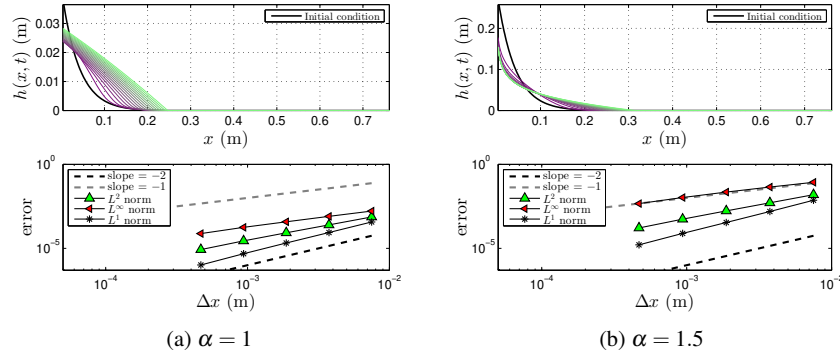 0.03
0.02
0.01
0
h(x, t) (m)
Initial condition
0.1 0.2 0.3 0.4 0.5 0.6 0.7
x (m)
0.2
0.1
0
h(x, t) (m)
Initial condition
0.1 0.2 0.3 0.4 0.5 0.6 0.7
x (m)
10^0
10^−5
error
slope = −2
slope = −1
L^2 norm
L^∞ norm
L^1 norm
10^−4 10^−3 10^−2
Δx (m)
10^0
10^−5
error
slope = −2
slope = −1
L^2 norm
L^∞ norm
L^1 norm
10^−4 10^−3 10^−2
Δx (m)
(a) α = 1
(b) α = 1.5